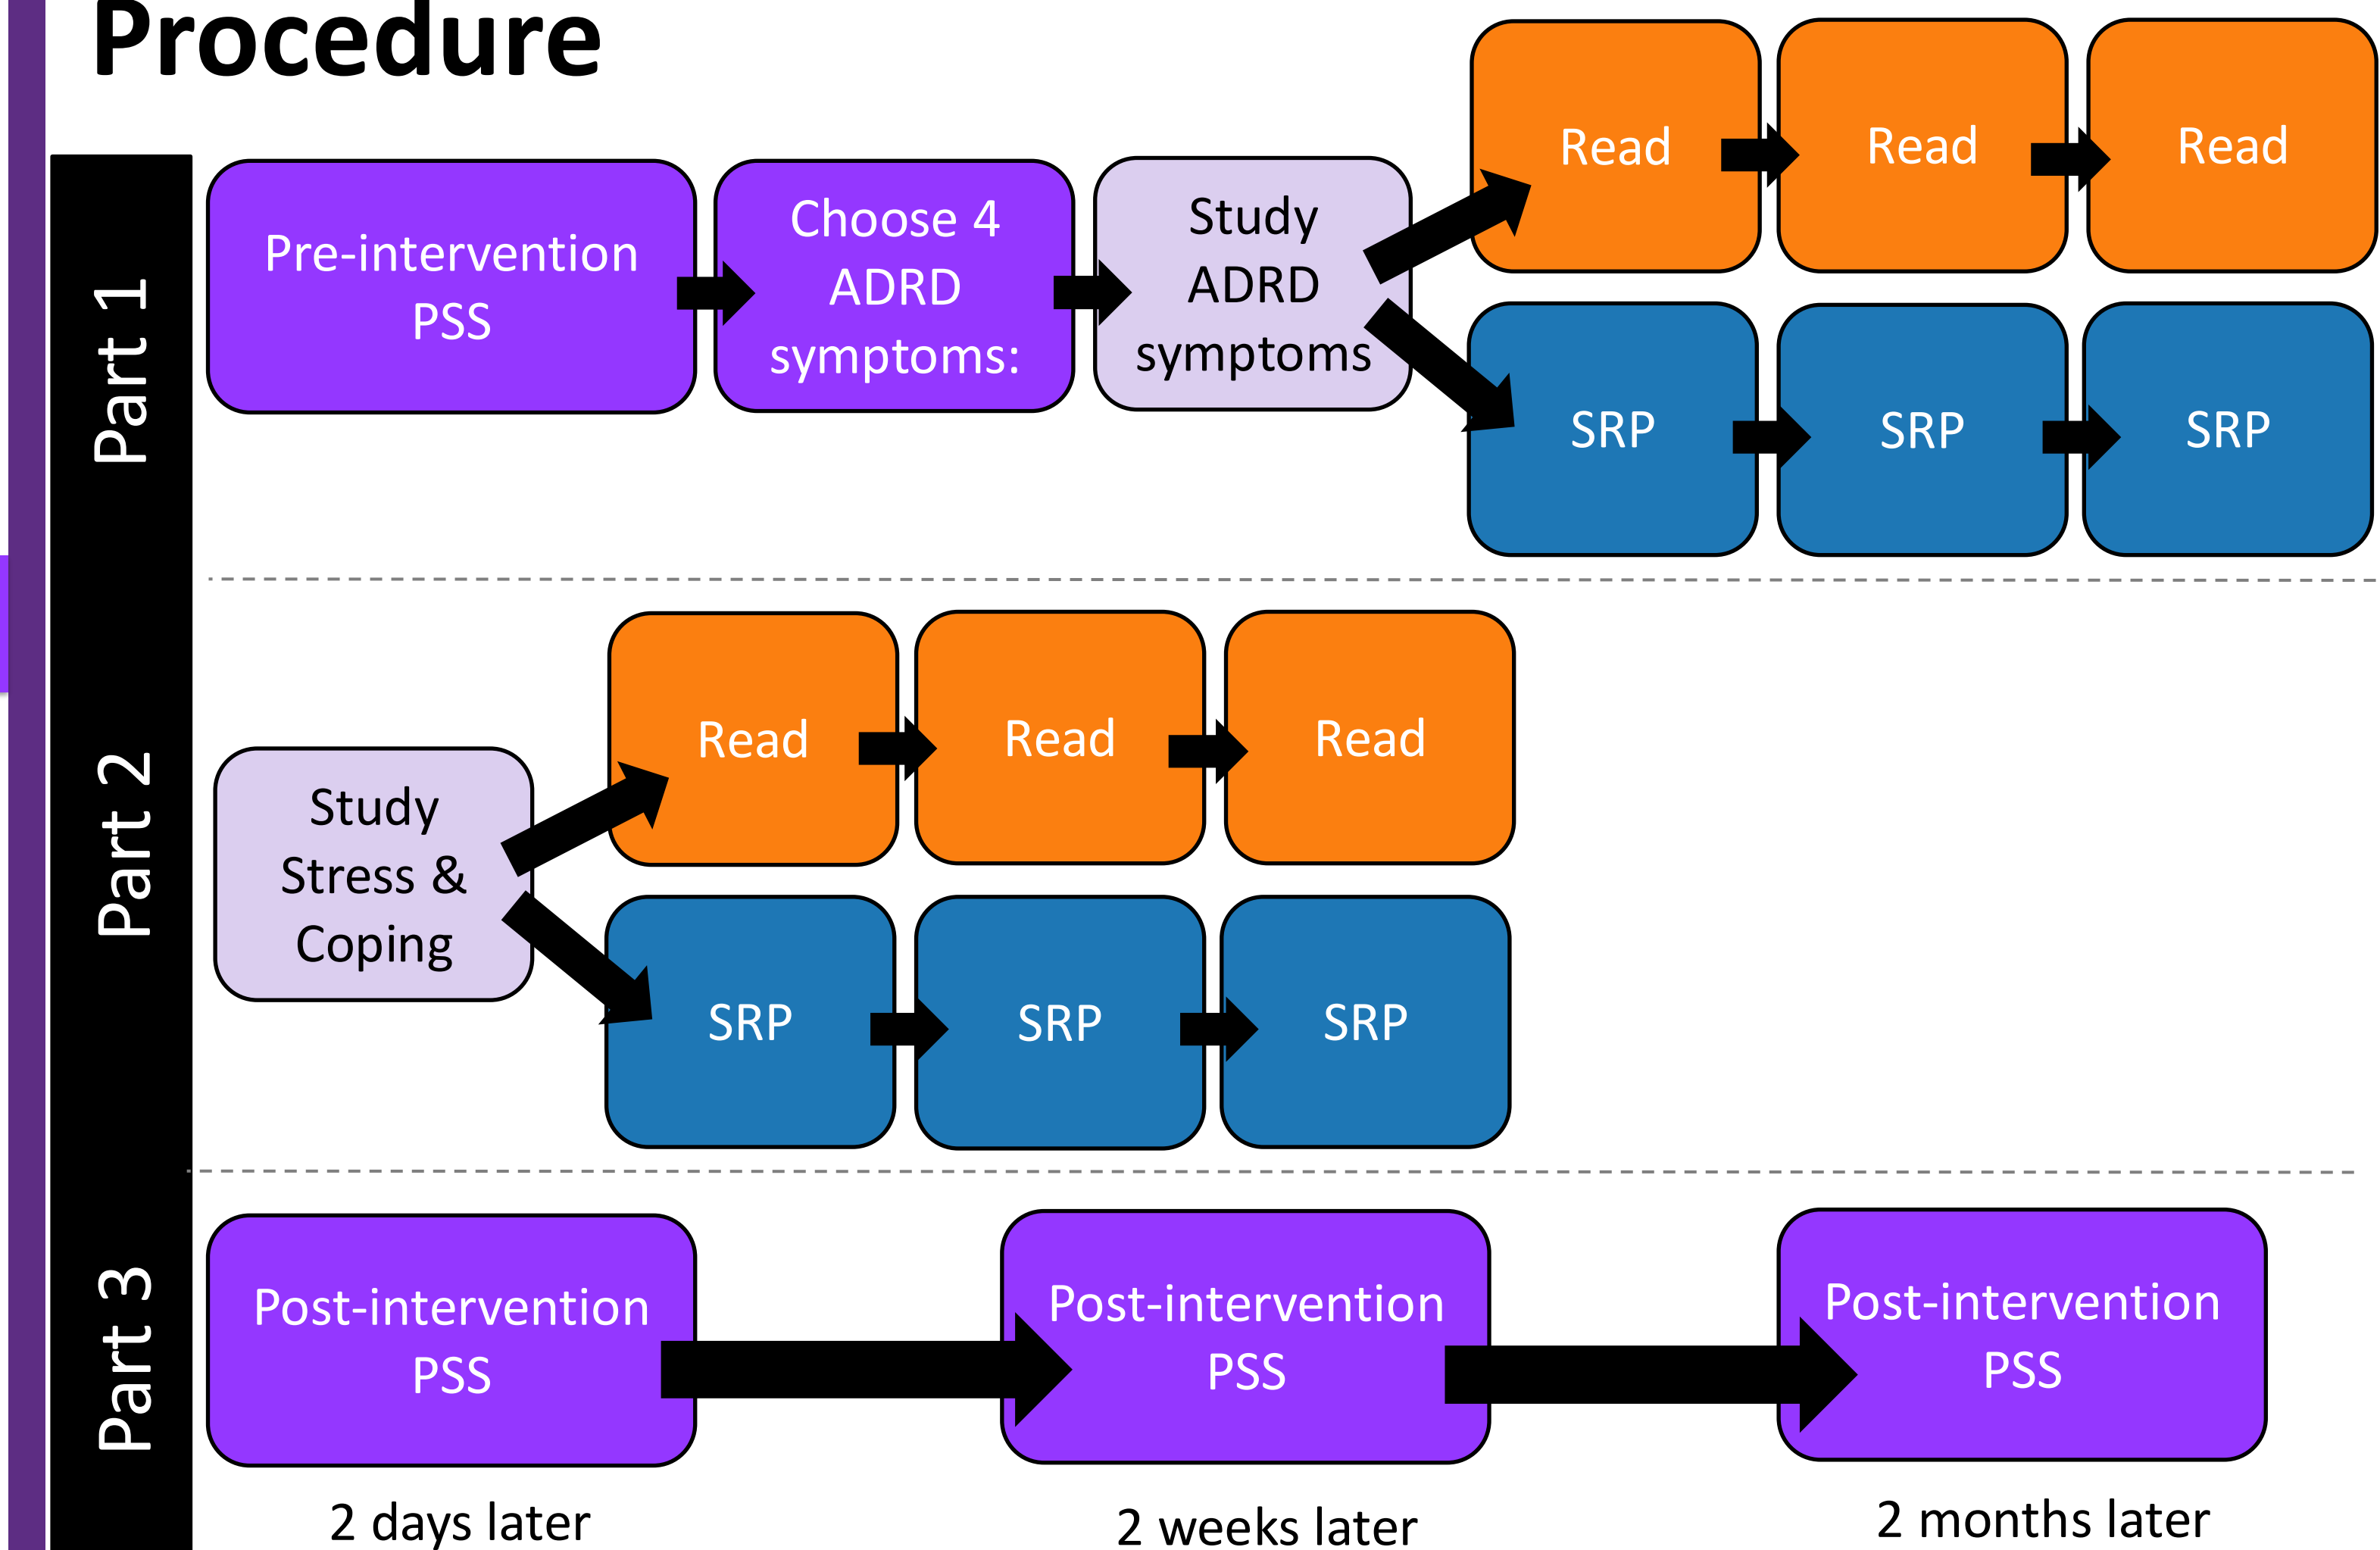 Procedure
Part 1
Pre-intervention
PSS
Choose 4
ADRD
symptoms:
Study
ADRD
symptoms
Read
Read
Read
SRP
SRP
SRP
Part 2
Study
Stress &
Coping
Read
Read
Read
SRP
SRP
SRP
Part 3
Post-intervention
PSS
Post-intervention
PSS
Post-intervention
PSS
2 days later
2 weeks later
2 months later